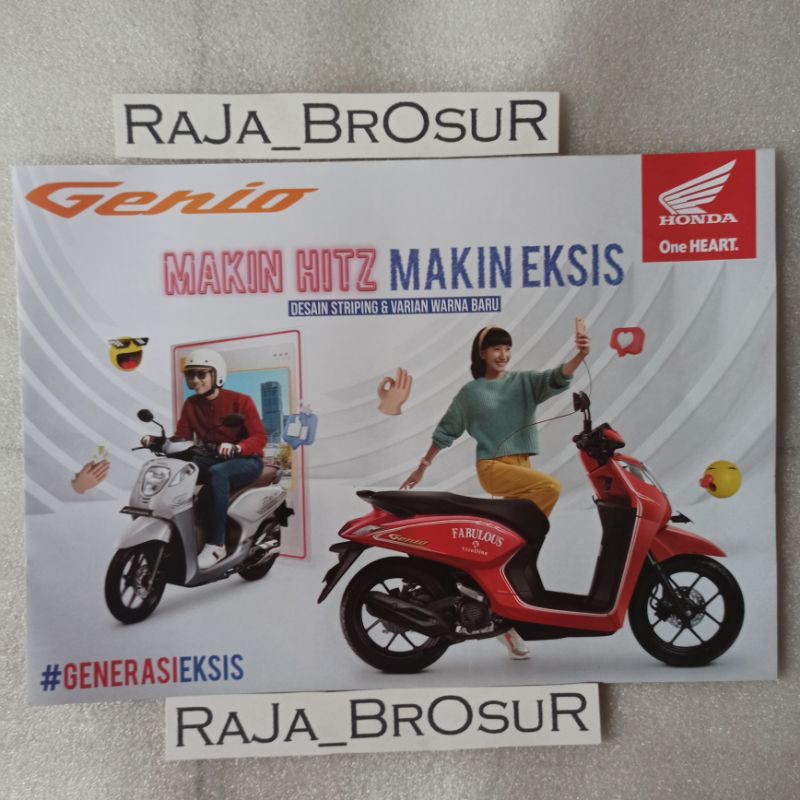 RAJA_BROSUR
Genio
HONDA
One HEART.
MAKIN HITZ MAKIN EKSIS
DESAIN STRIPING & VARIAN WARNA BARU
Genio
FABULOUS
#GENERASIEKSIS
RAJA_BROSUR